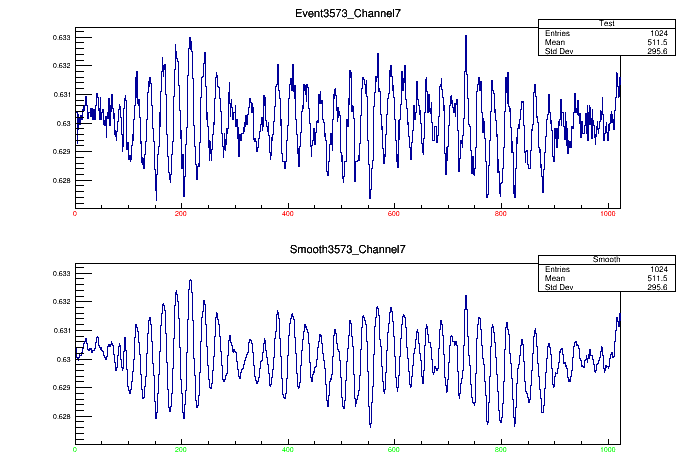 Event3573_Channel7
Test
Entries 1024
Mean 511.5
Std Dev 295.6
0.633
0.632
0.631
0.63
0.629
0.628
0 200 400 600 800 1000
Smooth3573_Channel7
Smooth
Entries 1024
Mean 511.5
Std Dev 295.6
0.633
0.632
0.631
0.63
0.629
0.628
0 200 400 600 800 1000